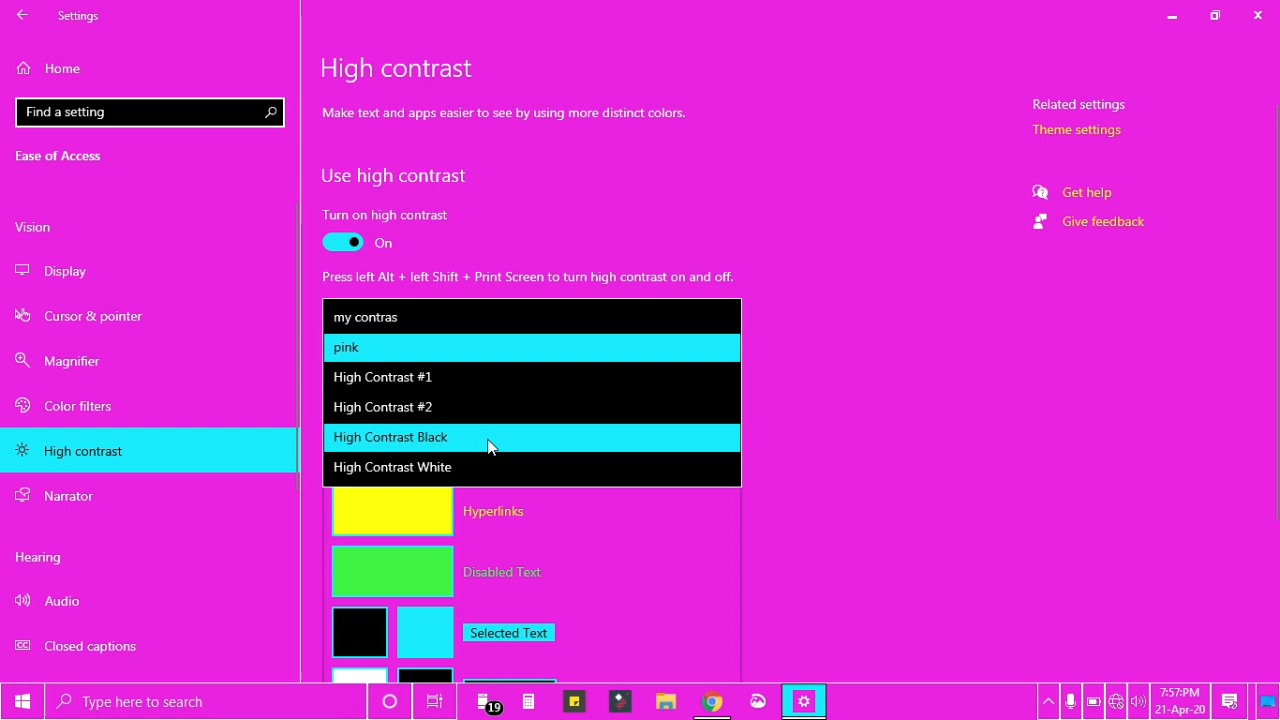 Settings
Home
Find a setting
Ease of Access
Vision
Display
Cursor & pointer
Magnifier
Color filters
High contrast
Narrator
Hearing
Audio
Closed captions
High contrast
Make text and apps easier to see by using more distinct colors.
Use high contrast
Turn on high contrast
On
Press left Alt + left Shift + Print Screen to turn high contrast on and off.
my contras
pink
High Contrast #1
High Contrast #2
High Contrast Black
High Contrast White
Hyperlinks
Disabled Text
Selected Text
Related settings
Theme settings
Get help
Give feedback
Type here to search
19
7:57:PM
21-Apr-20